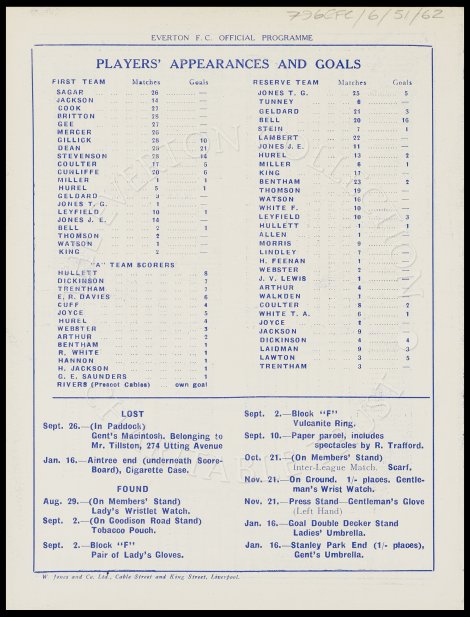 796EFC/6/51/62
EVERTON F.C. OFFICIAL PROGRAMME
PLAYERS' APPEARANCES AND GOALS
FIRST TEAM Matches Goals
SAGAR 26 —
JACKSON 14 —
COOK 27 —
BRITTON 25 —
GEE 27 —
MERCER 26 —
GILLICK 28 10
DEAN 26 21
STEVENSON 28 14
COULTER 5
CUNLIFFE 20 6
MILLER 1 1
HUREL 5 1
GELDARD
JONES T. G. 1 —
LEYFIELD 10 1
JONES J. E. 14 —
BELL 2 1
THOMSON 2 —
WATSON 1 —
KING 2 —
"A" TEAM SCORERS
HULLETT 8
DICKINSON 7
TRENTHAM 7
E. R. DAVIES 6
CUFF 4
JOYCE 5
HUREL 4
WEBSTER 3
ARTHUR 2
BENTHAM 1
R. WHITE 1
HANNON 1
H. JACKSON 1
G. E. SAUNDERS 1
RIVERS (Prescot Cables) own goal
RESERVE TEAM Matches Goals
JONES T. G. 23 5
TUNNEY 6 —
GELDARD 21 3
BELL 20 16
STEIN 7 1
LAMBERT 22 —
JONES J. E. 11 —
HUREL 13 2
MILLER 6 1
KING 17 —
BENTHAM 23 2
THOMSON 19 —
WATSON 16 —
WHITE F. 10 —
LEYFIELD 10 3
HULLETT 1 1
ALLEN 1 —
MORRIS 9 —
LINDLEY 7 —
H. FEENAN 1 —
WEBSTER 2 —
J. V. LEWIS 1 —
ARTHUR 4 —
WALKDEN 1 —
COULTER 8 2
WHITE T. A. 6 1
JOYCE —
JACKSON 9 —
DICKINSON 4 4
LAIDMAN 9 3
LAWTON 3 5
TRENTHAM 3 —
LOST
Sept. 26.—(In Paddock)
Gent's Macintosh. Belonging to
Mr. Tillston, 274 Utting Avenue
Jan. 16.—Aintree end (underneath Score-
Board), Cigarette Case.
FOUND
Aug. 29.—(On Members' Stand)
Lady's Wristlet Watch.
Sept. 2.—(On Goodison Road Stand)
Tobacco Pouch.
Sept. 2.—Block "F"
Pair of Lady's Gloves.
Sept. 2.—Block "F"
Vulcanite Ring.
Sept. 10.—Paper parcel, includes
spectacles by R. Trafford.
Oct. 21.—(On Members' Stand)
Inter-League Match. Scarf,
Nov. 21.—On Ground. 1/- places. Gentle-
man's Wrist Watch.
Nov. 21.—Press Stand—Gentleman's Glove
(Left Hand)
Jan. 16.—Goal Double Decker Stand
Ladies' Umbrella.
Jan. 16.—Stanley Park End (1/- places),
Gent's Umbrella.
W. Jones and Co. Ltd., Cable Street and King Street, Liverpool.